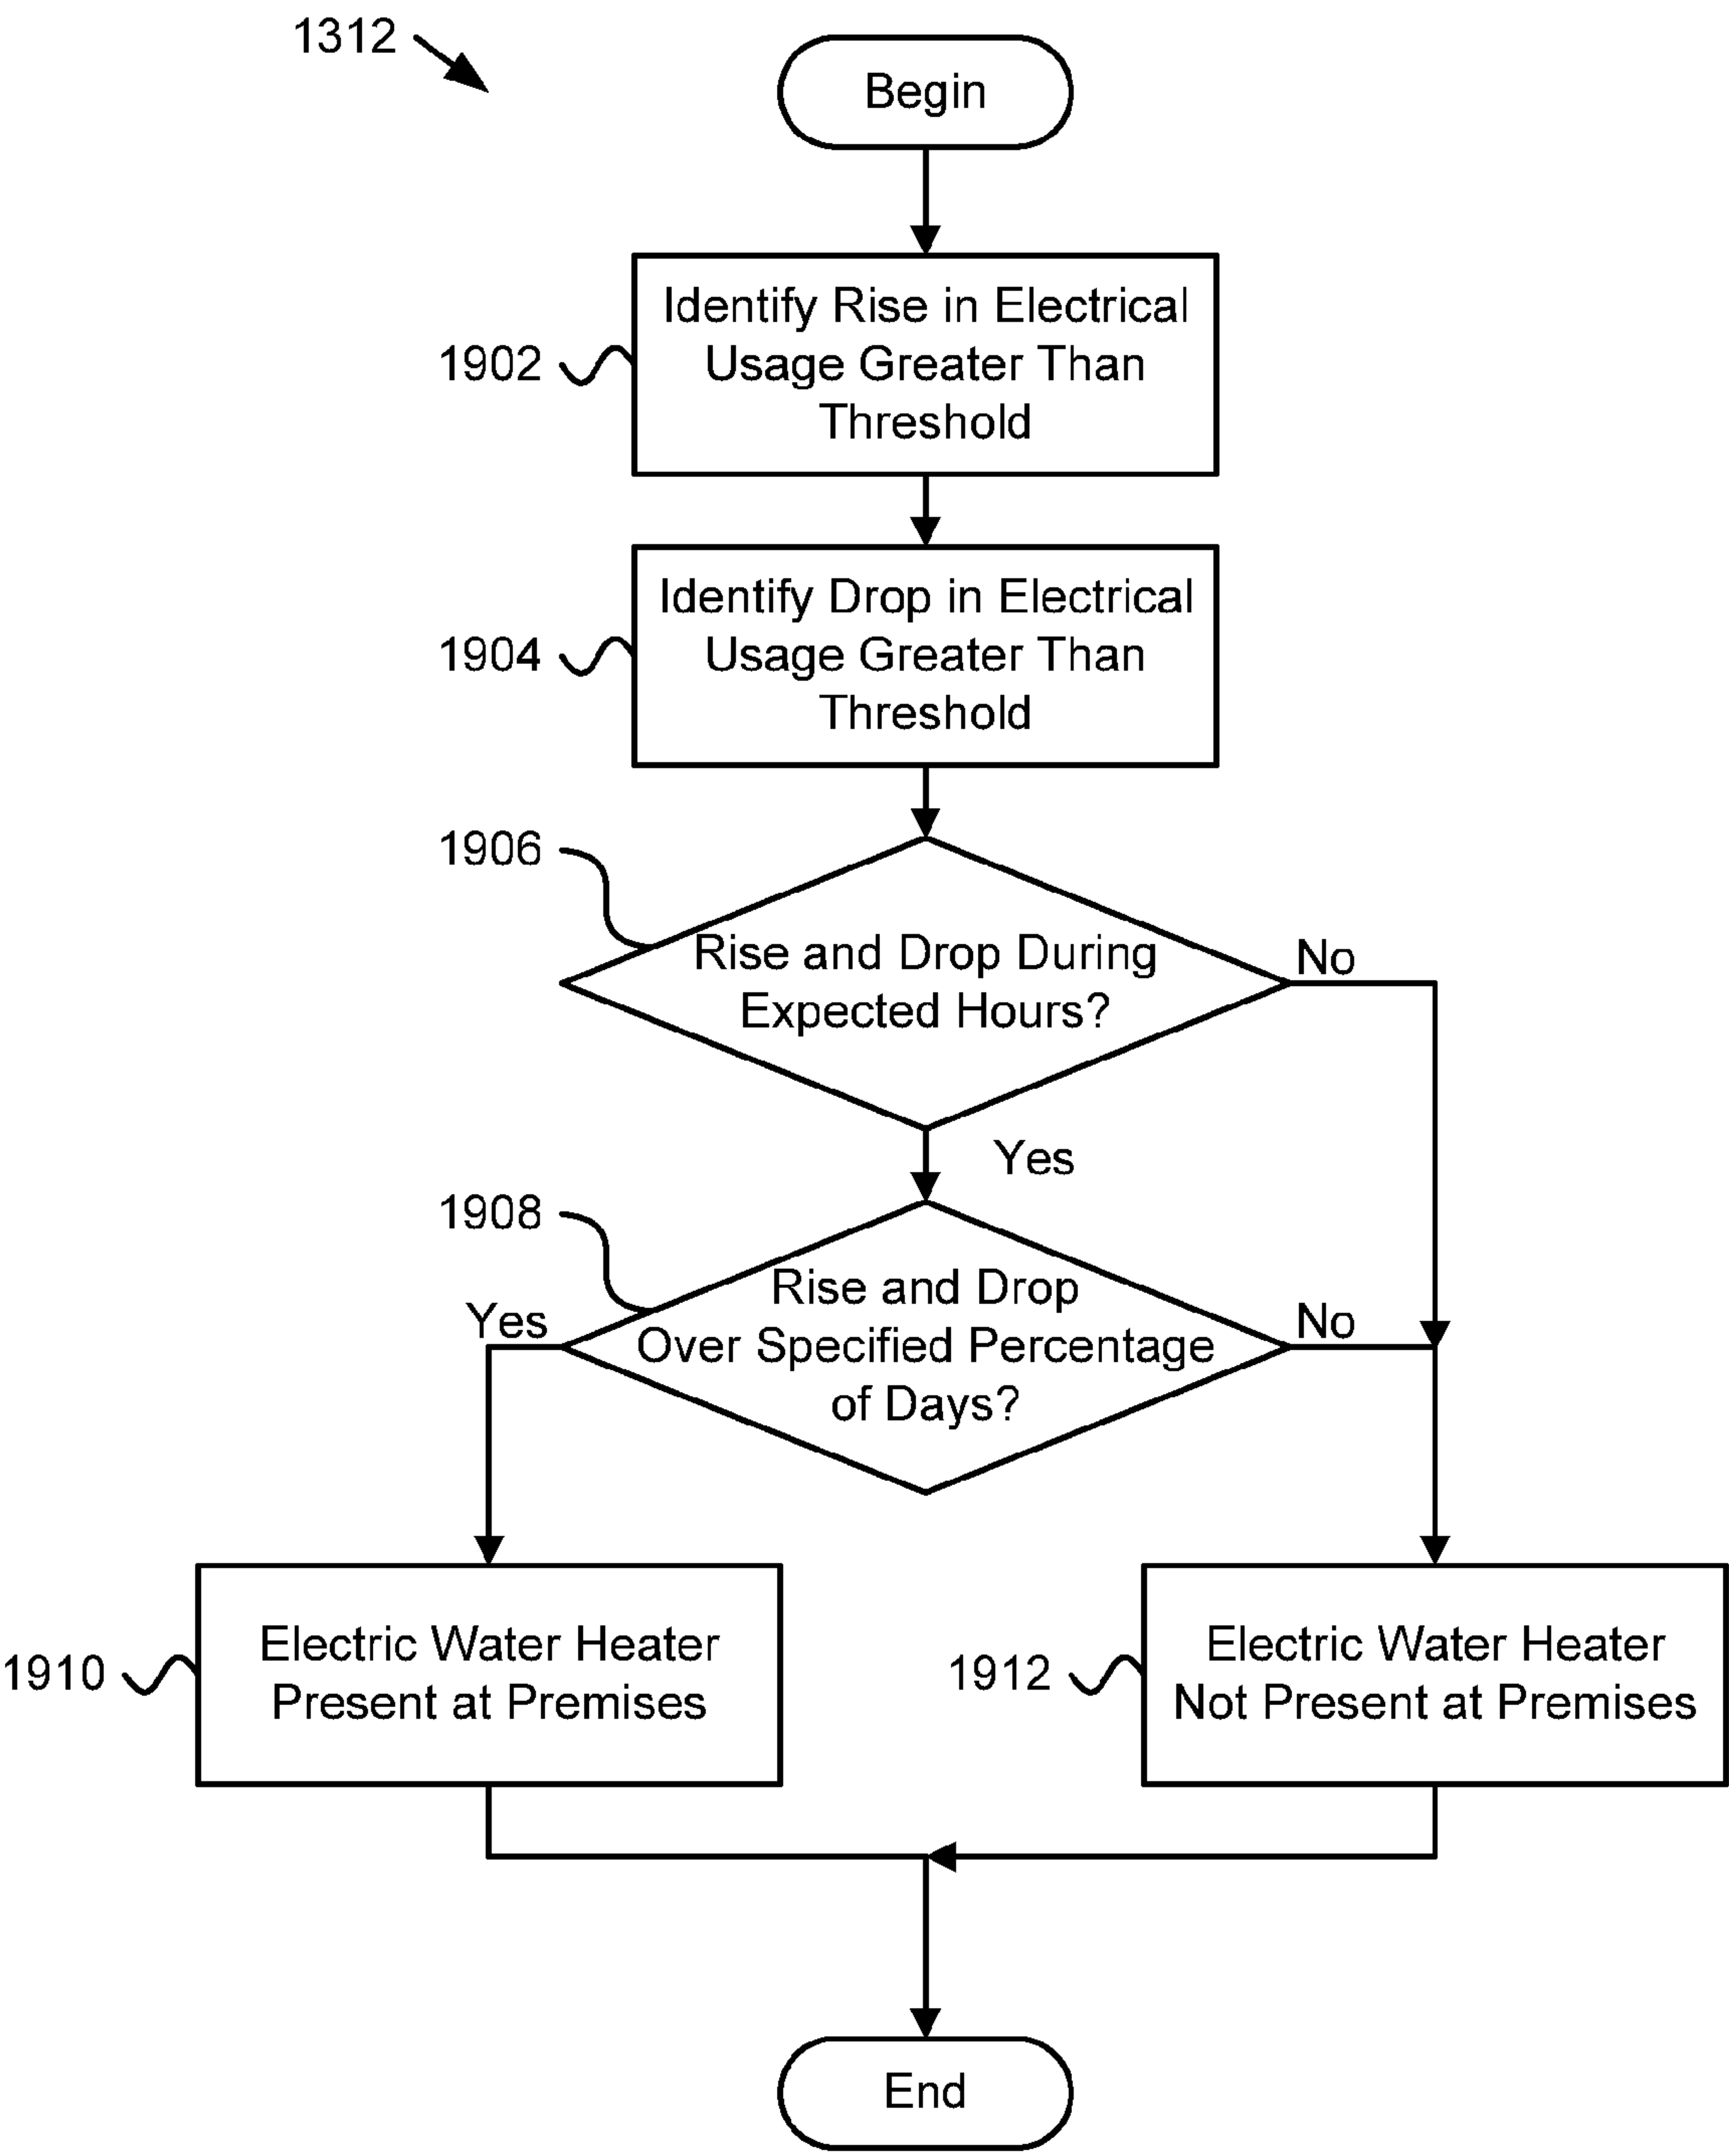 1312
Begin
Identify Rise in Electrical
Usage Greater Than
Threshold
1902
Identify Drop in Electrical
Usage Greater Than
Threshold
1904
1906
Rise and Drop During
Expected Hours?
No
Yes
1908
Rise and Drop
Over Specified Percentage
of Days?
Yes
No
1910
Electric Water Heater
Present at Premises
1912
Electric Water Heater
Not Present at Premises
End